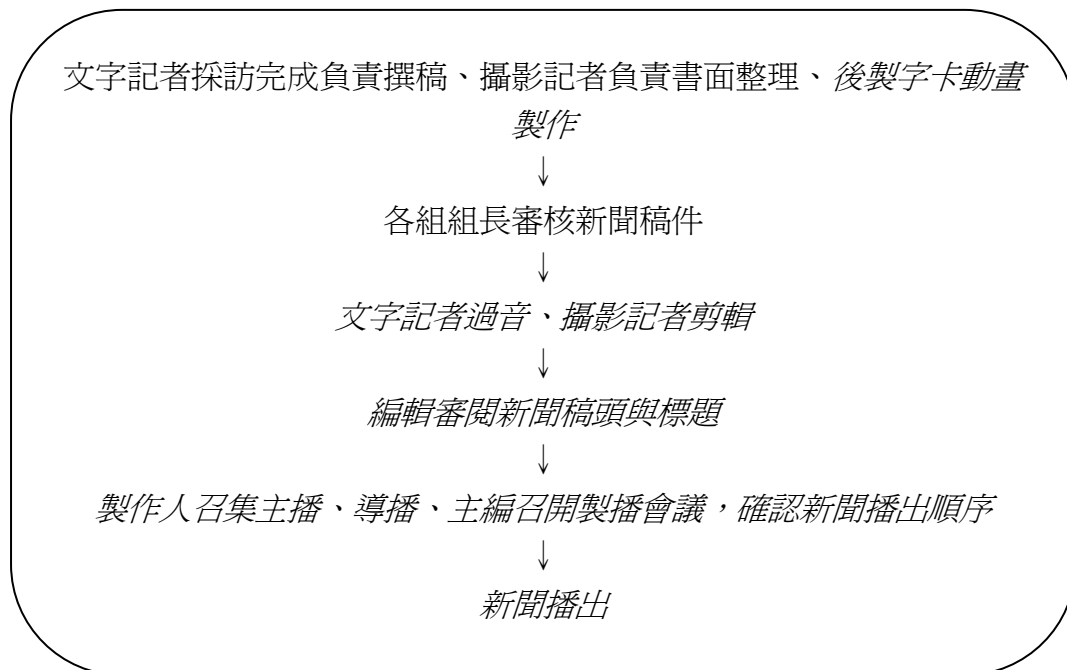 文字記者採訪完成負責撰稿、攝影記者負責書面整理、後製字卡動畫
製作
↓
各組組長審核新聞稿件
↓
文字記者過音、攝影記者剪輯
↓
編輯審閱新聞稿頭與標題
↓
製作人召集主播、導播、主編召開製播會議，確認新聞播出順序
↓
新聞播出